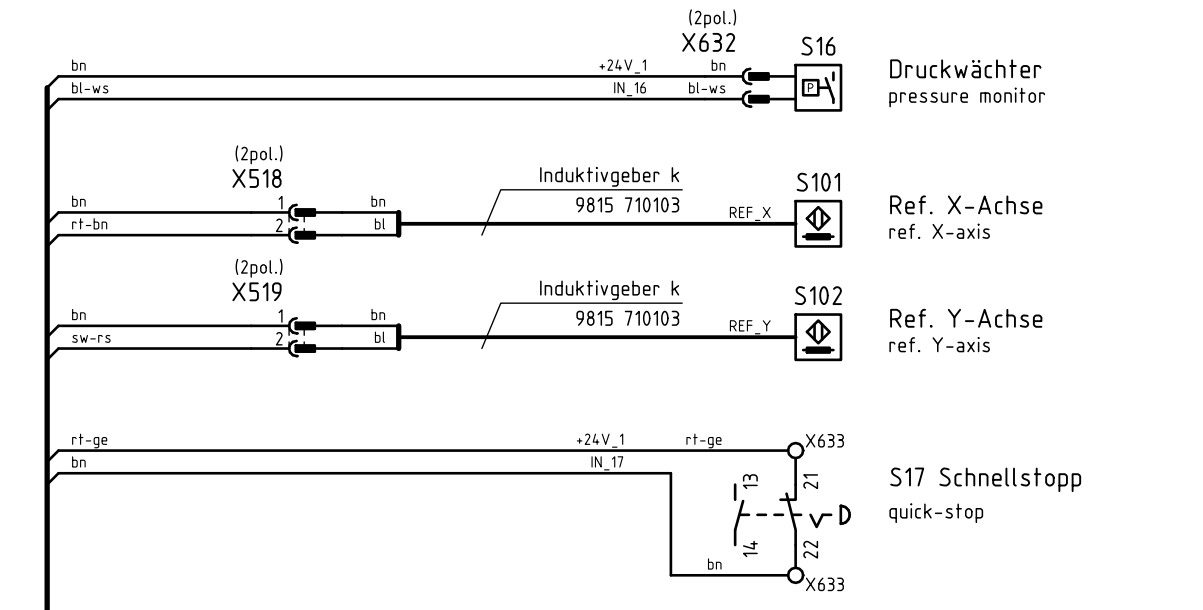 (2pol.)
X632
S16
bn
+24V_1
bn
Druckwächter
bl-ws
IN_16
bl-ws
P
pressure monitor
(2pol.)
X518
Induktivgeber k
S101
bn
1
bn
9815 710103
REF_X
Ref. X-Achse
rt-bn
2
bl
ref. X-axis
(2pol.)
X519
Induktivgeber k
S102
bn
1
bn
9815 710103
REF_Y
Ref. Y-Achse
sw-rs
2
bl
ref. Y-axis
rt-ge
+24V_1
rt-ge
X633
bn
IN_17
13
21
S17 Schnellstopp
quick-stop
14
22
bn
X633